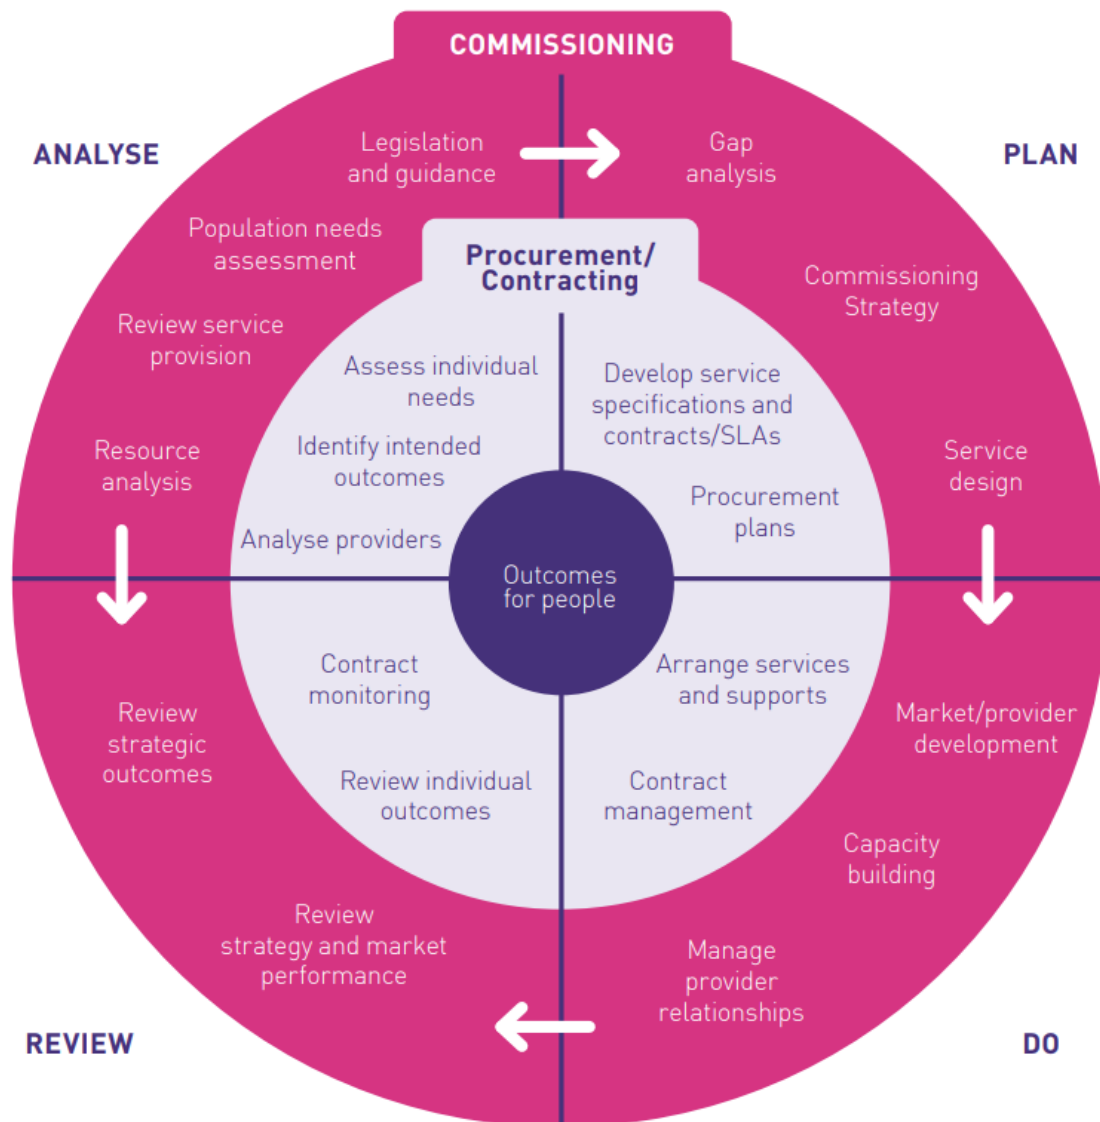 COMMISSIONING
ANALYSE
PLAN
Legislation
and guidance
Gap
analysis
Population needs
assessment
Commissioning
Strategy
Review service
provision
Resource
analysis
Service
design
Procurement/
Contracting
Assess individual
needs
Identify intended
outcomes
Analyse providers
Develop service
specifications and
contracts/SLAs
Procurement
plans
Outcomes
for people
Contract
monitoring
Review individual
outcomes
Arrange services
and supports
Contract
management
Review
strategic
outcomes
Market/provider
development
Capacity
building
Review
strategy and market
performance
Manage
provider
relationships
REVIEW
DO